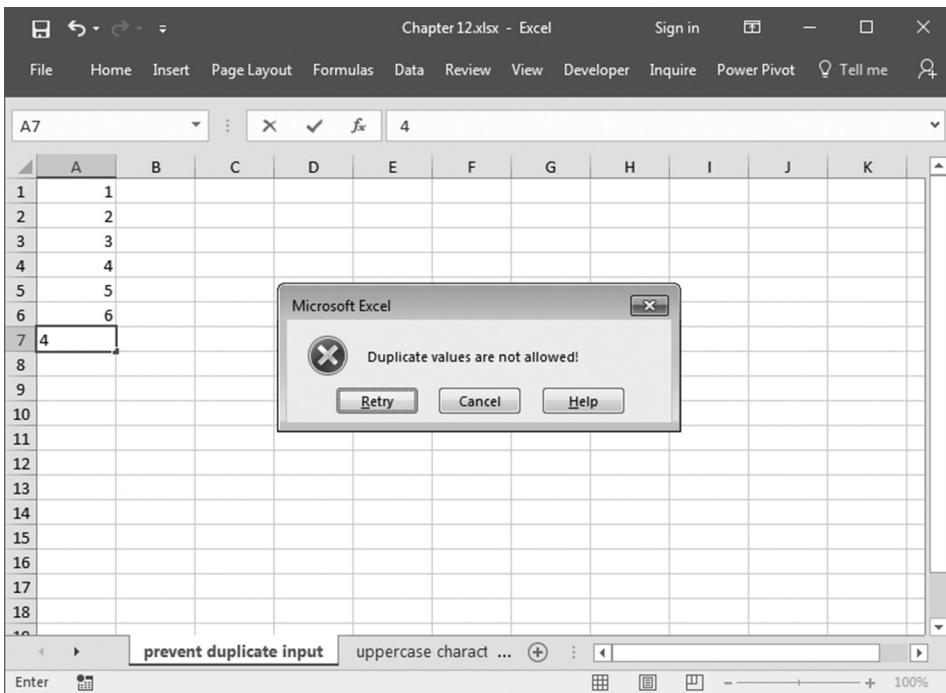 Chapter 12.xlsx - Excel
Sign in
File Home Insert Page Layout Formulas Data Review View Developer Inquire Power Pivot Tell me
A7
fx
4
A B C D E F G H I J K
1 1
2 2
3 3
4 4
5 5
6 6
7 4
8
9
10
11
12
13
14
15
16
17
18
19
Microsoft Excel
Duplicate values are not allowed!
Retry Cancel Help
prevent duplicate input uppercase charact ...
Enter 100%